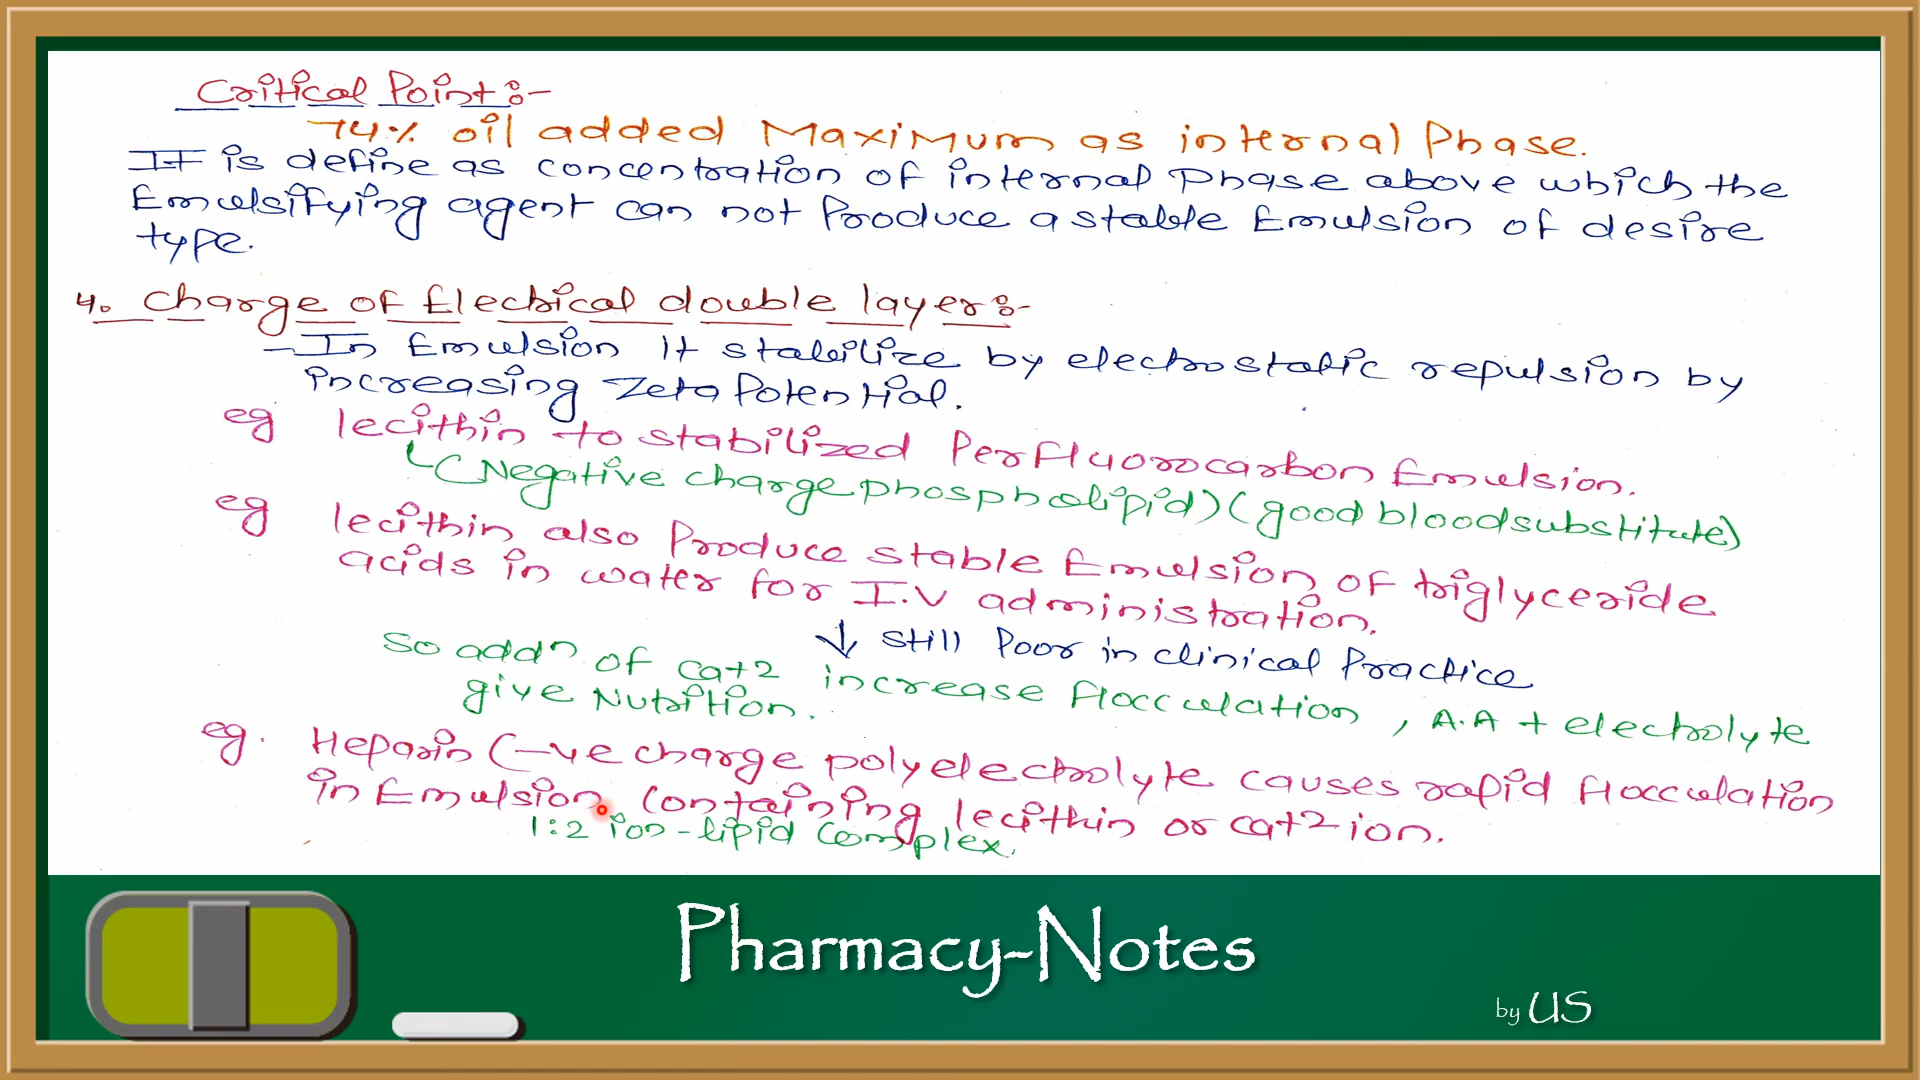 Critical Point:-
74% oil added Maximum as internal Phase.
It is define as concentration of internal Phase above which the
Emulsifying agent can not Produce a stable Emulsion of desire
type.
4. Charge of Electrical double layer:-
- In Emulsion it stabilize by electrostatic repulsion by
increasing Zeta Potential.
eg lecithin to stabilized Perfluorocarbon Emulsion.
(Negative charge phospholipid) (good blood substitute)
eg lecithin also Produce stable Emulsion of triglyceride
acids in water for I.V administration.
↓ still Poor in clinical Practice
So addn of Ca+2 increase flocculation, A.A + electrolyte
give Nutrition.
eg. Heparin (-ve charge polyelectrolyte causes rapid flocculation
in Emulsion containing lecithin or Ca+2 ion.
1:2 ion-lipid complex.
Pharmacy-Notes
by US